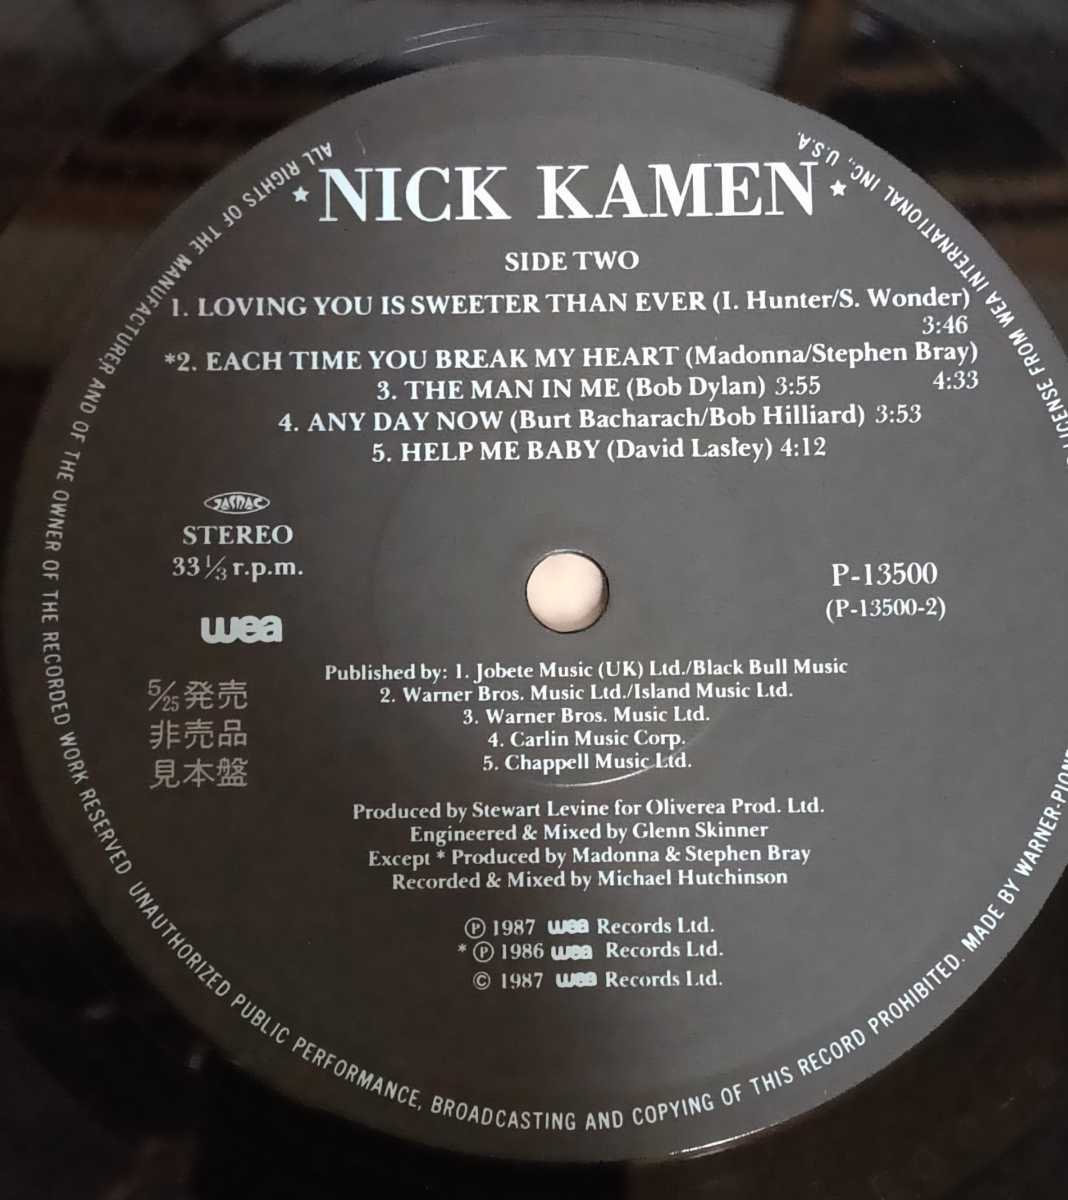 ★NICK KAMEN★
SIDE TWO
1. LOVING YOU IS SWEETER THAN EVER (I. Hunter/S. Wonder)
3:46
*2. EACH TIME YOU BREAK MY HEART (Madonna/Stephen Bray)
4:33
3. THE MAN IN ME (Bob Dylan) 3:55
4. ANY DAY NOW (Burt Bacharach/Bob Hilliard) 3:53
5. HELP ME BABY (David Lasley) 4:12
JASRAC
STEREO
33⅓ r.p.m.
wea
5/25発売
非売品
見本盤
P-13500
(P-13500-2)
Published by: 1. Jobete Music (UK) Ltd./Black Bull Music
2. Warner Bros. Music Ltd./Island Music Ltd.
3. Warner Bros. Music Ltd.
4. Carlin Music Corp.
5. Chappell Music Ltd.
Produced by Stewart Levine for Oliverea Prod. Ltd.
Engineered & Mixed by Glenn Skinner
Except * Produced by Madonna & Stephen Bray
Recorded & Mixed by Michael Hutchinson
℗ 1987 wea Records Ltd.
* ℗ 1986 wea Records Ltd.
© 1987 wea Records Ltd.
ALL RIGHTS OF THE MANUFACTURER AND OF THE OWNER OF THE RECORDED WORK RESERVED UNAUTHORIZED PUBLIC PERFORMANCE, BROADCASTING AND COPYING OF THIS RECORD PROHIBITED. MADE BY WARNER-PIONE
LICENSE FROM WEA INTERNATIONAL INC., U.S.A.